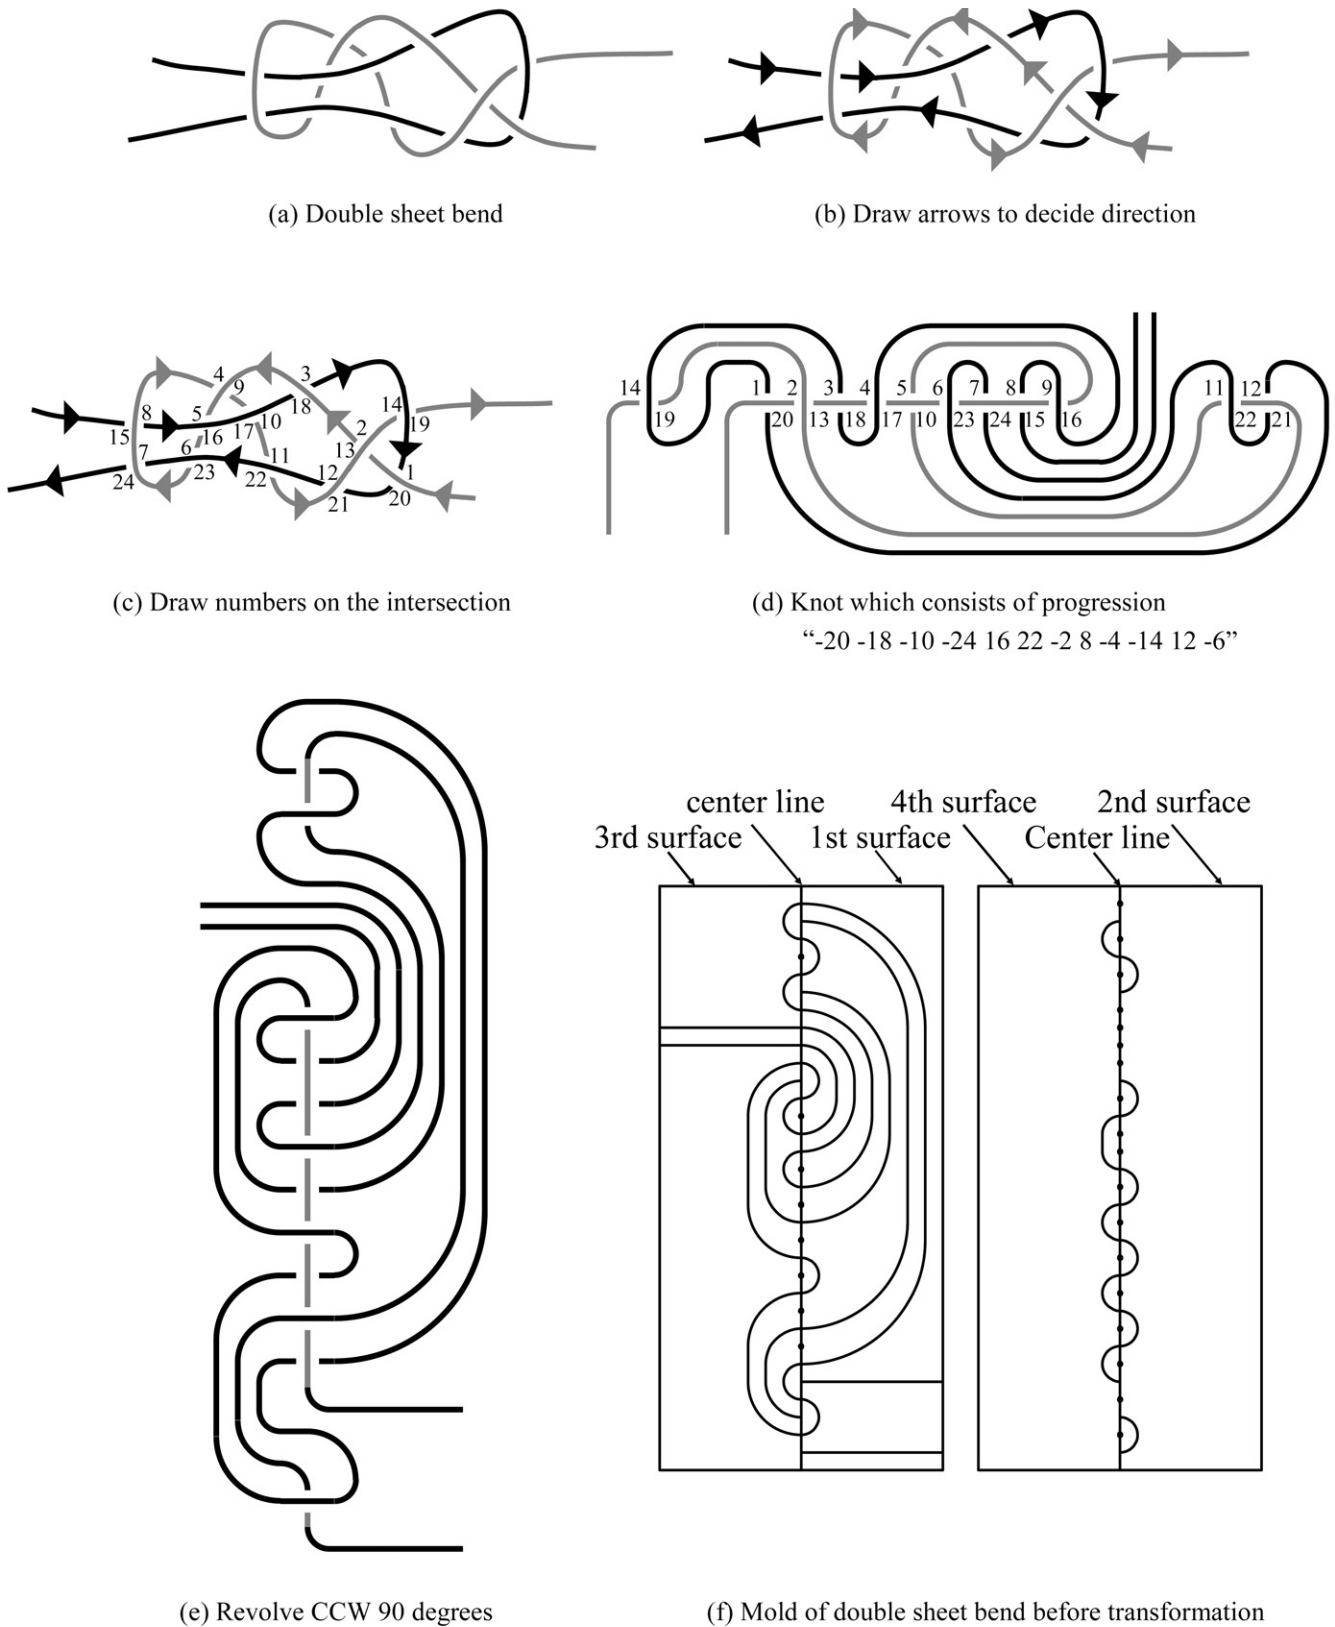 (a) Double sheet bend
(b) Draw arrows to decide direction
4 9 3
8 5 18 14
15 16 17 10 2 19
7 6 11 13
24 23 22 12 1
21 20
14 1 2 3 4 5 6 7 8 9 11 12
19 20 13 18 17 10 23 24 15 16 22 21
(c) Draw numbers on the intersection
(d) Knot which consists of progression
“-20 -18 -10 -24 16 22 -2 8 -4 -14 12 -6”
center line 4th surface 2nd surface
3rd surface 1st surface Center line
(e) Revolve CCW 90 degrees
(f) Mold of double sheet bend before transformation